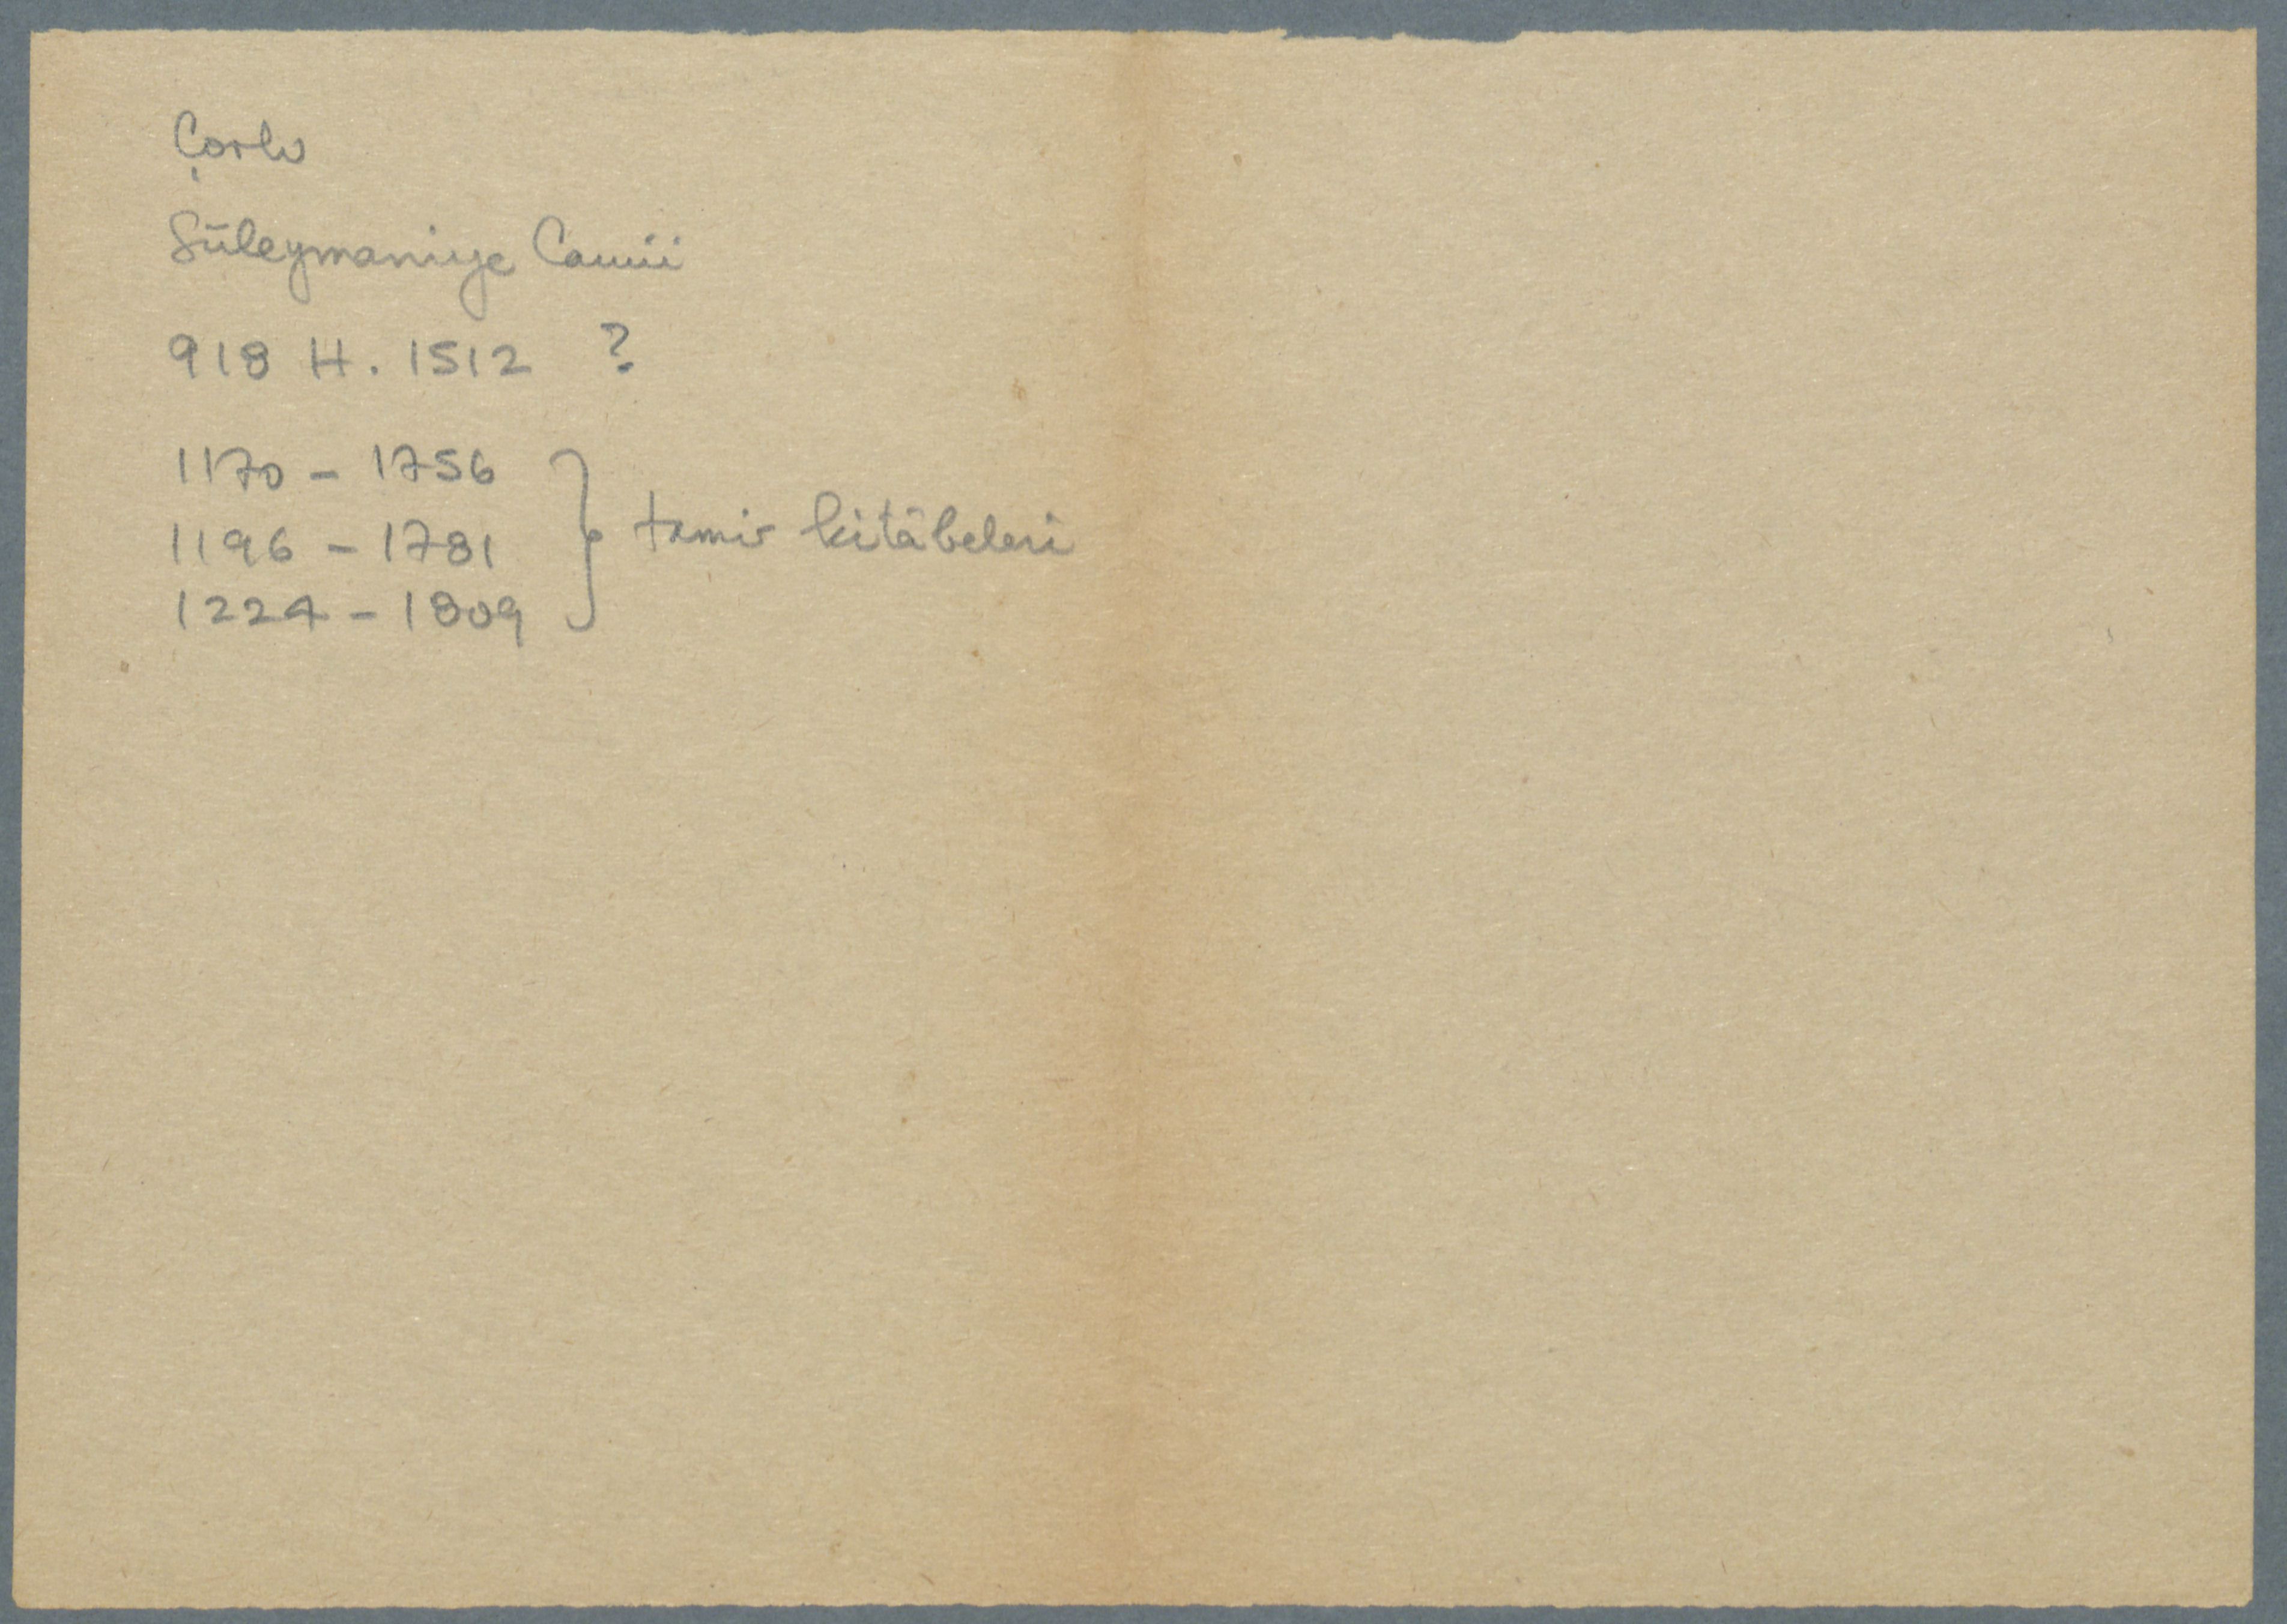 Çorlu
Süleymaniye Camii
918 H. 1512 ?
1170 - 1756
1196 - 1781 } tamir kitâbeleri
1224 - 1809